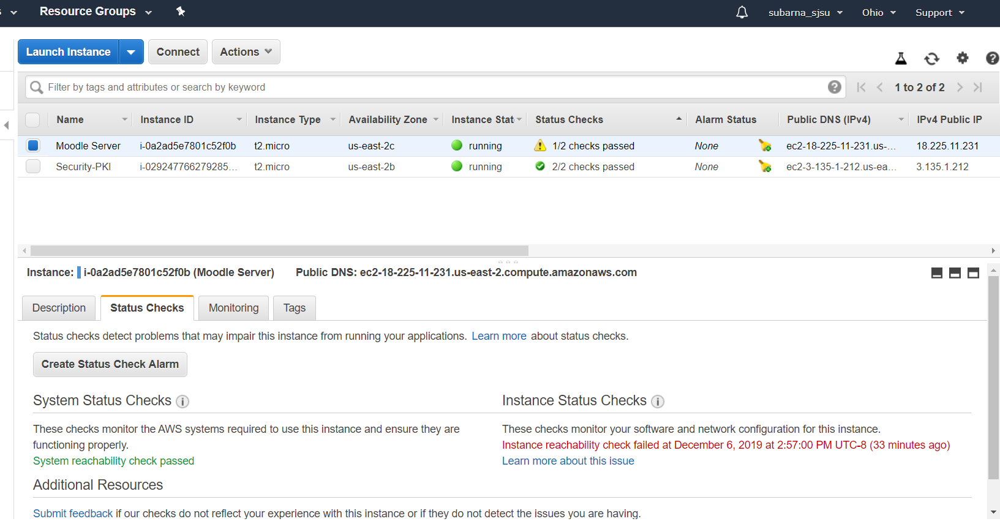 s Resource Groups subarna_sjsu Ohio Support
Launch Instance Connect Actions
Filter by tags and attributes or search by keyword 1 to 2 of 2
Name Instance ID Instance Type Availability Zone Instance Stat Status Checks Alarm Status Public DNS (IPv4) IPv4 Public IP
Moodle Server i-0a2ad5e7801c52f0b t2.micro us-east-2c running 1/2 checks passed None ec2-18-225-11-231.us-... 18.225.11.231
Security-PKI i-029247766279285... t2.micro us-east-2b running 2/2 checks passed None ec2-3-135-1-212.us-ea... 3.135.1.212
Instance: i-0a2ad5e7801c52f0b (Moodle Server) Public DNS: ec2-18-225-11-231.us-east-2.compute.amazonaws.com
Description Status Checks Monitoring Tags
Status checks detect problems that may impair this instance from running your applications. Learn more about status checks.
Create Status Check Alarm
System Status Checks
These checks monitor the AWS systems required to use this instance and ensure they are
functioning properly.
System reachability check passed
Instance Status Checks
These checks monitor your software and network configuration for this instance.
Instance reachability check failed at December 6, 2019 at 2:57:00 PM UTC-8 (33 minutes ago)
Learn more about this issue
Additional Resources
Submit feedback if our checks do not reflect your experience with this instance or if they do not detect the issues you are having.